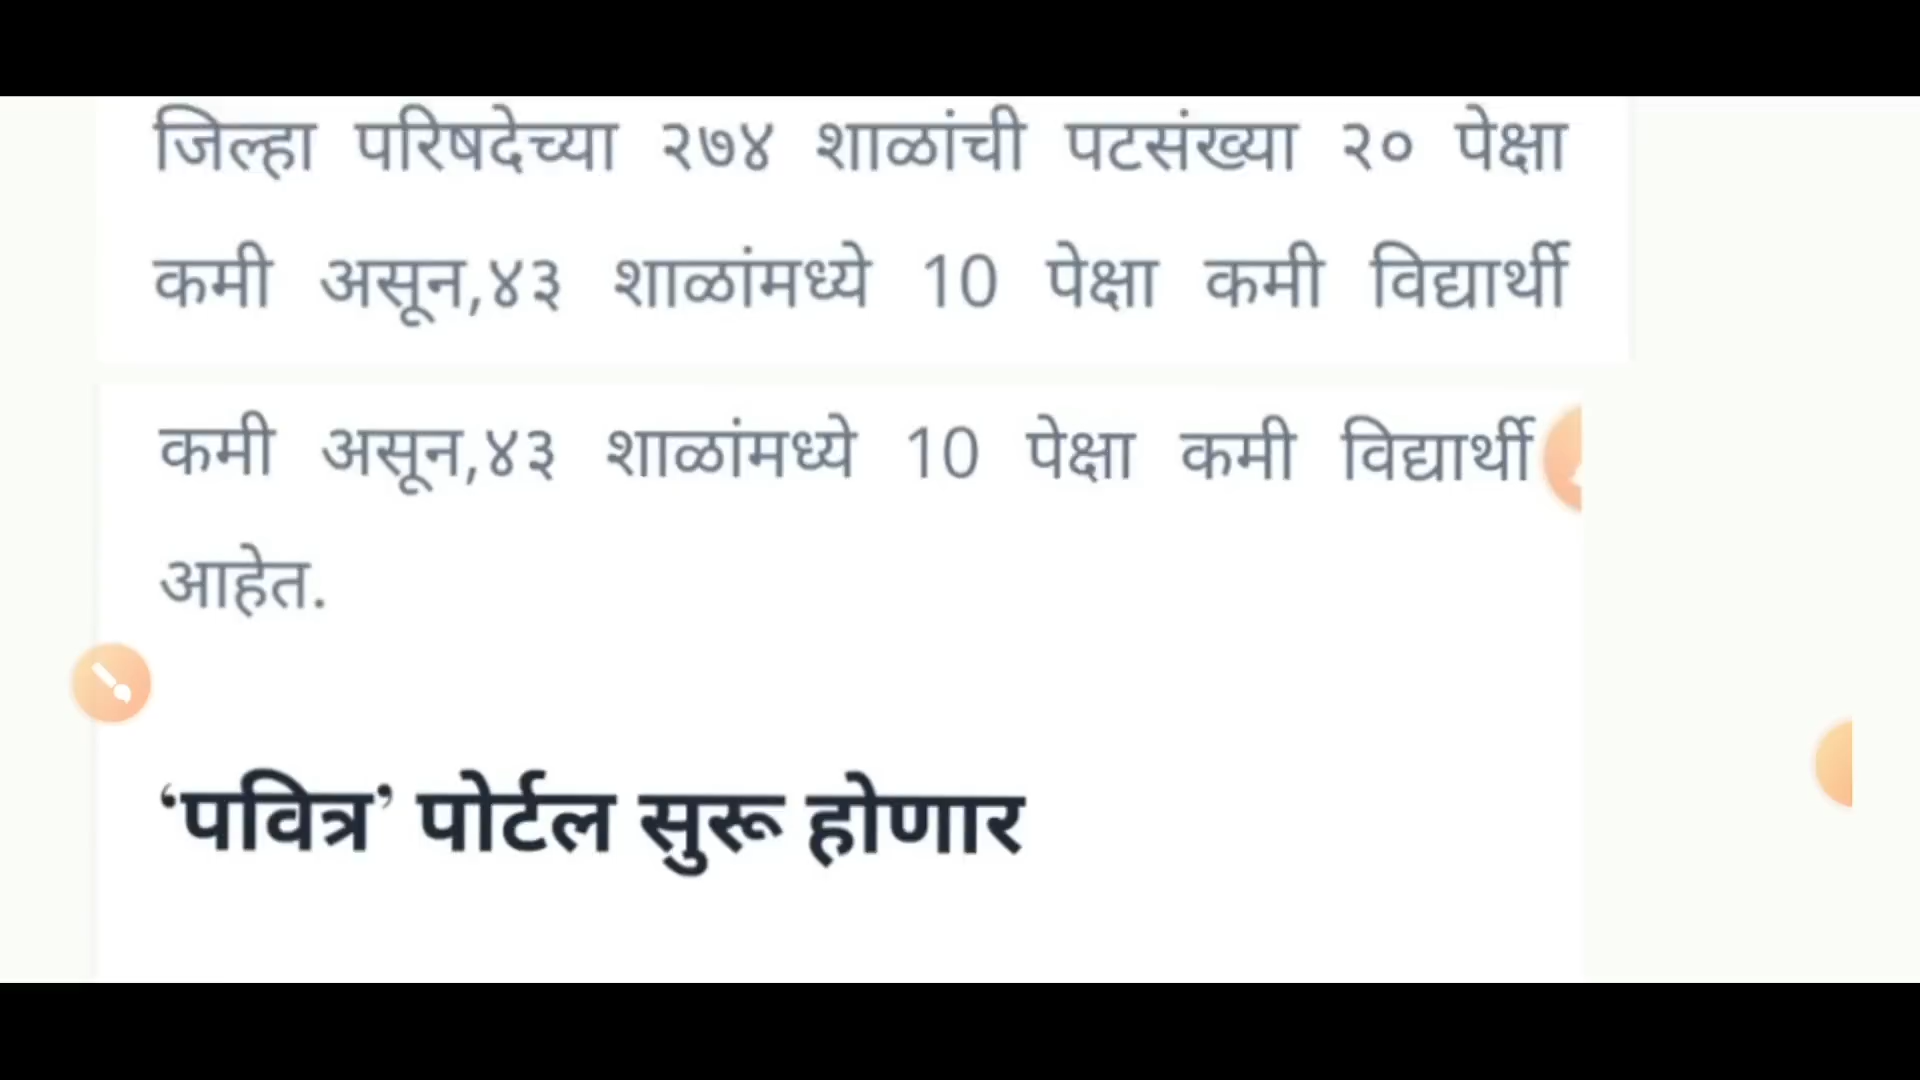 जिल्हा परिषदेच्या २७४ शाळांची पटसंख्या २० पेक्षा
कमी असून,४३ शाळांमध्ये 10 पेक्षा कमी विद्यार्थी
कमी असून,४३ शाळांमध्ये 10 पेक्षा कमी विद्यार्थी
आहेत.
‘पवित्र’ पोर्टल सुरू होणार